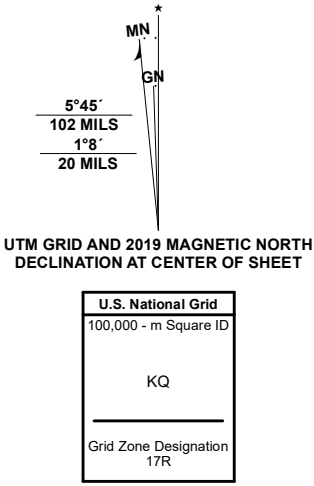 ★
MN
GN
5°45´
102 MILS
1°8´
20 MILS
UTM GRID AND 2019 MAGNETIC NORTH
DECLINATION AT CENTER OF SHEET
U.S. National Grid
100,000 - m Square ID
KQ
Grid Zone Designation
17R